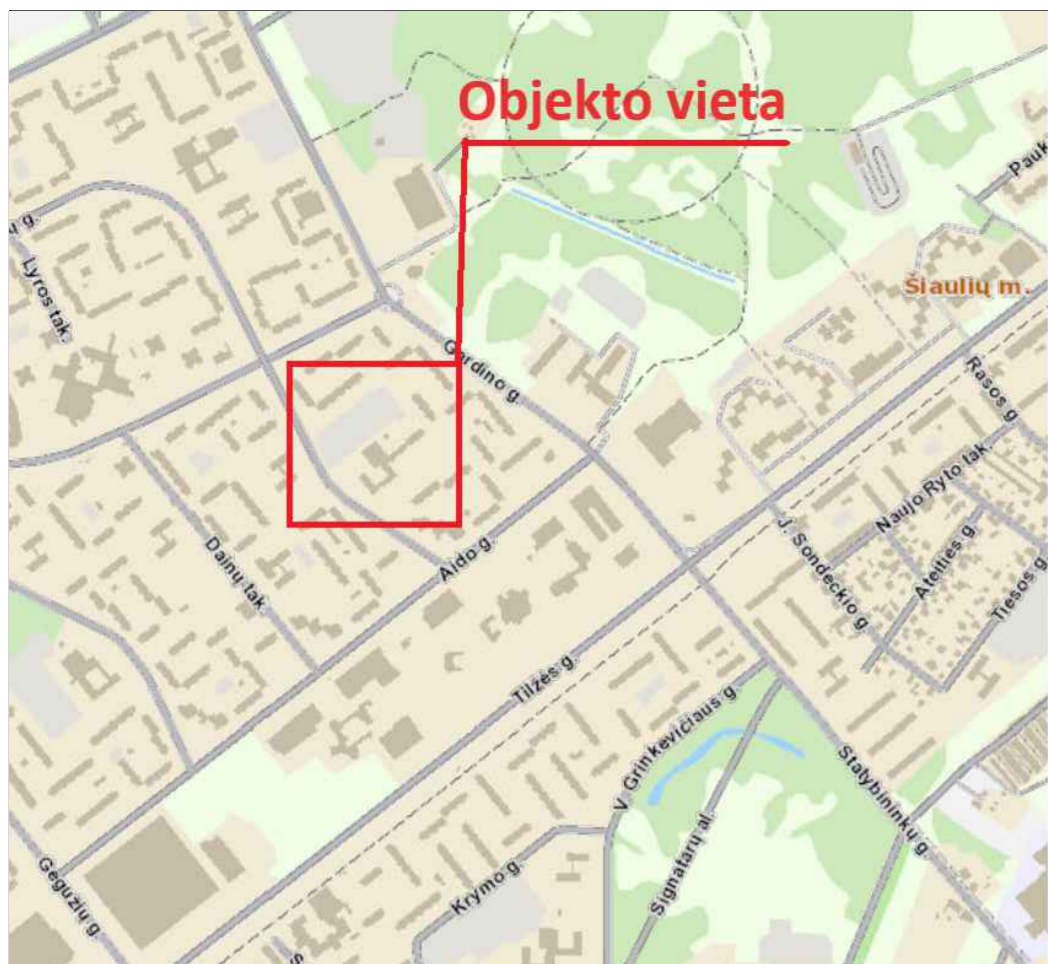 Objekto vieta
Pauk
Šiaulių m.
ų g.
Lyros tak.
Gardino g.
Rasos g.
Naujo Ryto tak.
J. Sondeckio g.
Ateities g.
Tiesos g.
Dainų tak.
Aido g.
Tilžės g.
V. Grinkevičiaus g.
Statybininkų g.
Signatarų al.
Krymo g.
Gegužių g.
s